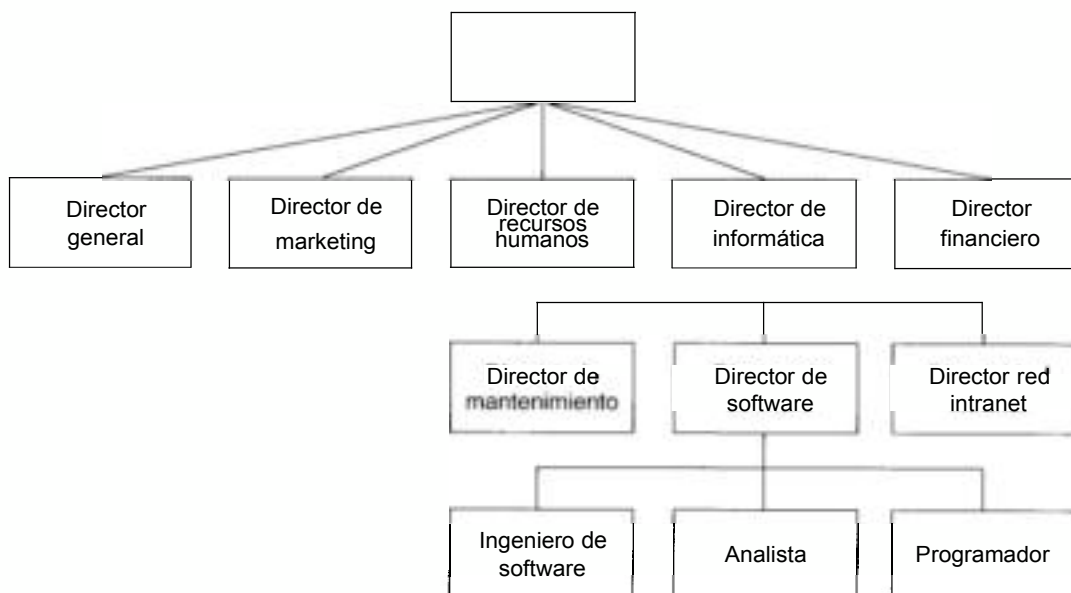 Director
general
Director de
marketing
Director de
recursos
humanos
Director de
informática
Director
financiero
Director de
mantenimiento
Director de
software
Director red
intranet
Ingeniero de
software
Analista
Programador